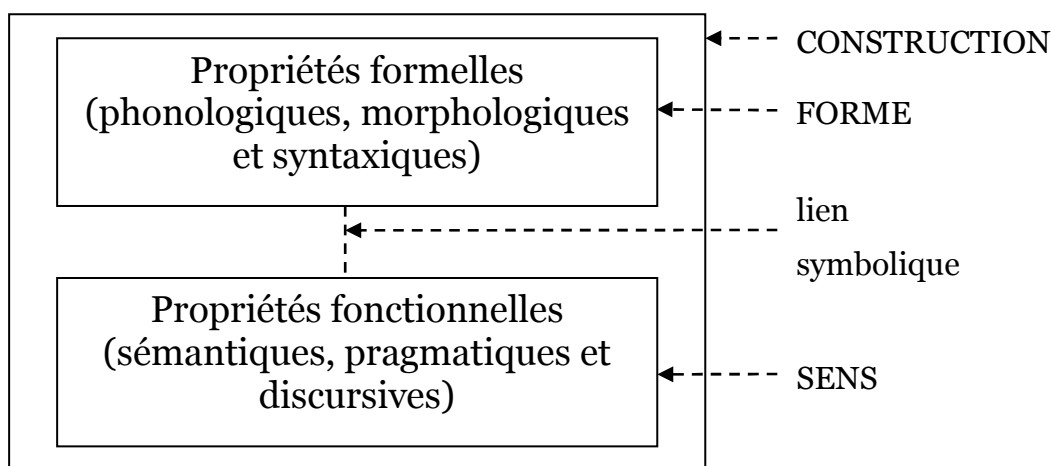 Propriétés formelles
(phonologiques, morphologiques
et syntaxiques)
Propriétés fonctionnelles
(sémantiques, pragmatiques et
discursives)
CONSTRUCTION
FORME
lien
symbolique
SENS